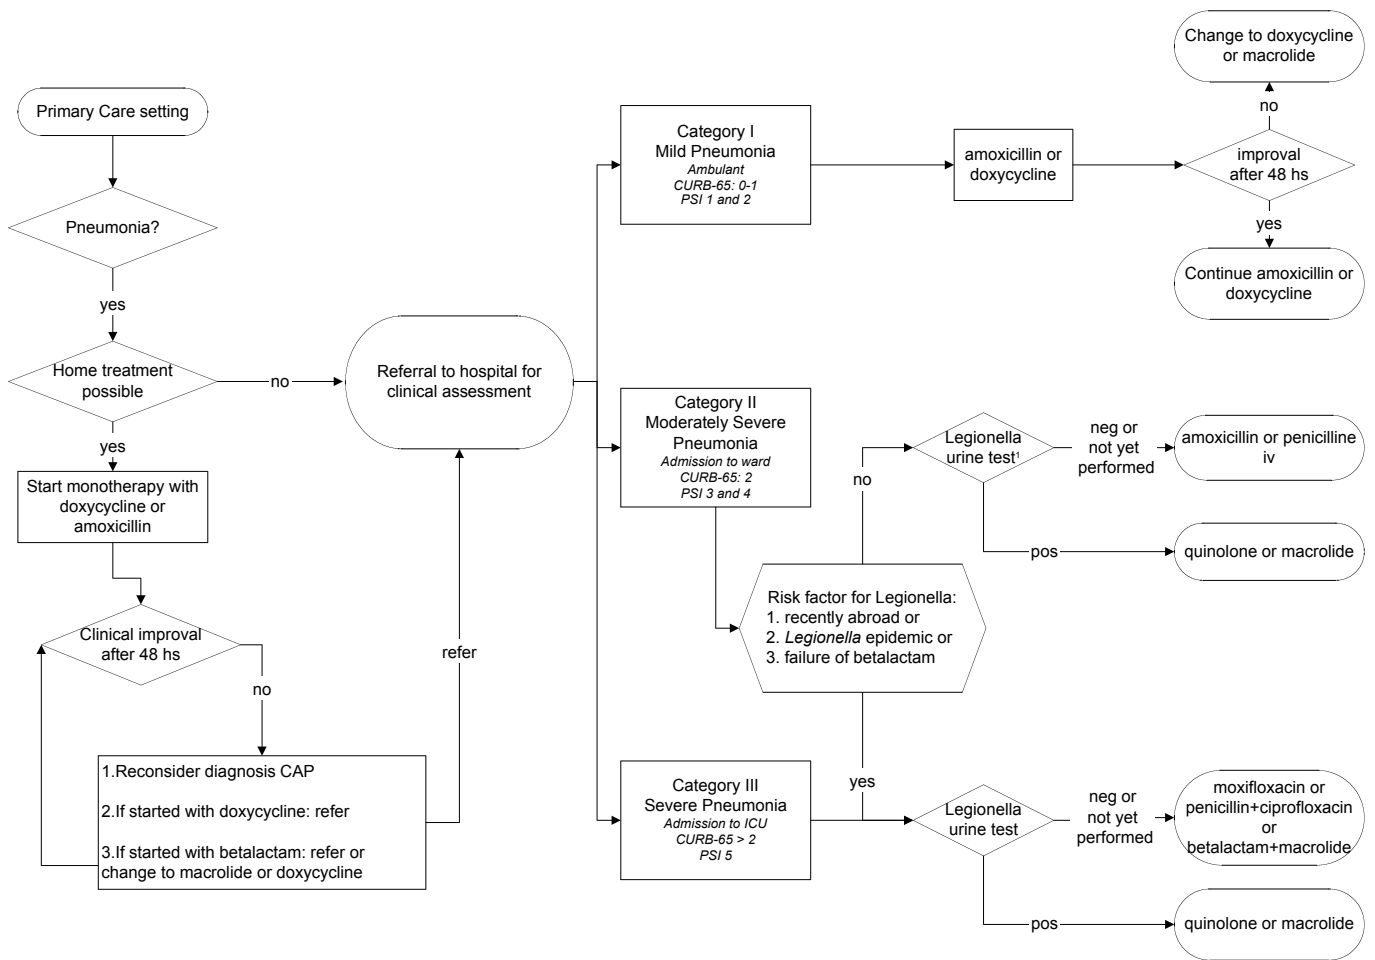 Primary Care setting
Pneumonia?
yes
Home treatment
possible
no
yes
Start monotherapy with
doxycycline or
amoxicillin
Clinical improval
after 48 hs
no
1.Reconsider diagnosis CAP
2.If started with doxycycline: refer
3.If started with betalactam: refer or
change to macrolide or doxycycline
refer
Referral to hospital for
clinical assessment
Category I
Mild Pneumonia
Ambulant
CURB-65: 0-1
PSI 1 and 2
amoxicillin or
doxycycline
improval
after 48 hs
no
Change to doxycycline
or macrolide
yes
Continue amoxicillin or
doxycycline
Category II
Moderately Severe
Pneumonia
Admission to ward
CURB-65: 2
PSI 3 and 4
Risk factor for Legionella:
1. recently abroad or
2. Legionella epidemic or
3. failure of betalactam
no
Legionella
urine test¹
neg or
not yet
performed
amoxicillin or penicilline
iv
pos
quinolone or macrolide
yes
Category III
Severe Pneumonia
Admission to ICU
CURB-65 > 2
PSI 5
Legionella
urine test
neg or
not yet
performed
moxifloxacin or
penicillin+ciprofloxacin
or
betalactam+macrolide
pos
quinolone or macrolide